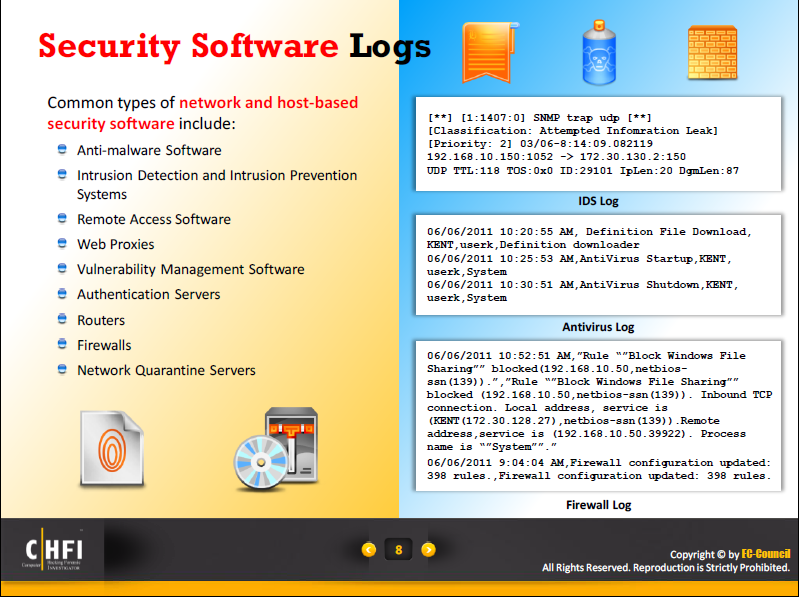 Security Software Logs
Common types of network and host-based
security software include:
Anti-malware Software
Intrusion Detection and Intrusion Prevention
Systems
Remote Access Software
Web Proxies
Vulnerability Management Software
Authentication Servers
Routers
Firewalls
Network Quarantine Servers
[**] [1:1407:0] SNMP trap udp [**]
[Classification: Attempted Infomration Leak]
[Priority: 2] 03/06-8:14:09.082119
192.168.10.150:1052 -> 172.30.130.2:150
UDP TTL:118 TOS:0x0 ID:29101 IpLen:20 DgmLen:87
IDS Log
06/06/2011 10:20:55 AM, Definition File Download,
KENT,userk,Definition downloader
06/06/2011 10:25:53 AM,AntiVirus Startup,KENT,
userk,System
06/06/2011 10:30:51 AM,AntiVirus Shutdown,KENT,
userk,System
Antivirus Log
06/06/2011 10:52:51 AM,”Rule “”Block Windows File
Sharing”” blocked(192.168.10.50,netbios-
ssn(139)).”,”Rule “”Block Windows File Sharing””
blocked (192.168.10.50,netbios-ssn(139)). Inbound TCP
connection. Local address, service is
(KENT(172.30.128.27),netbios-ssn(139)).Remote
address,service is (192.168.10.50.39922). Process
name is “”System””.”
06/06/2011 9:04:04 AM,Firewall configuration updated:
398 rules.,Firewall configuration updated: 398 rules.
Firewall Log
CHFI
Computer Hacking Forensic
INVESTIGATOR
8
Copyright © by EC-Council
All Rights Reserved. Reproduction is Strictly Prohibited.